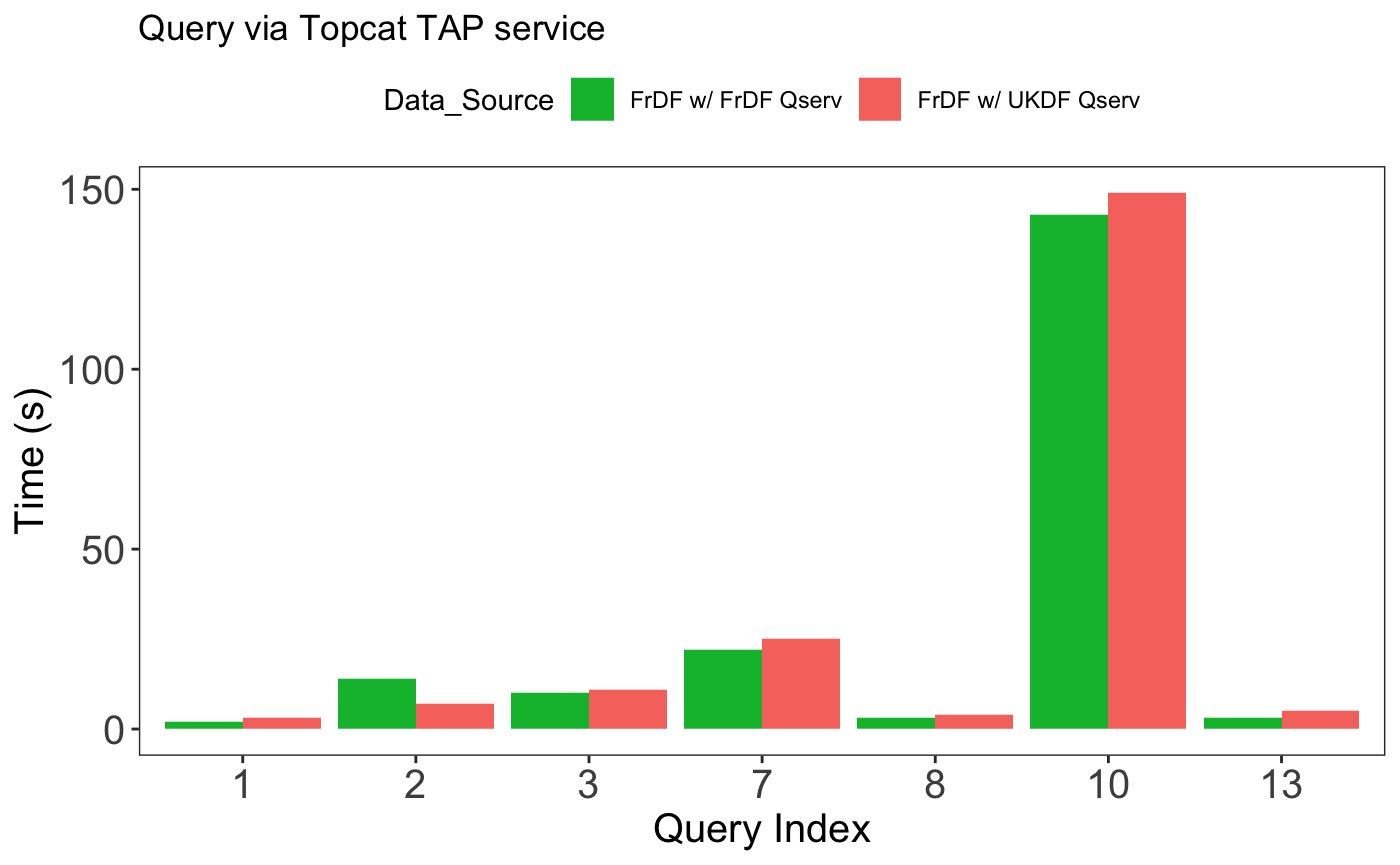 Query via Topcat TAP service
Data_Source FrDF w/ FrDF Qserv FrDF w/ UKDF Qserv
150
100
50
0
Time (s)
1 2 3 7 8 10 13
Query Index